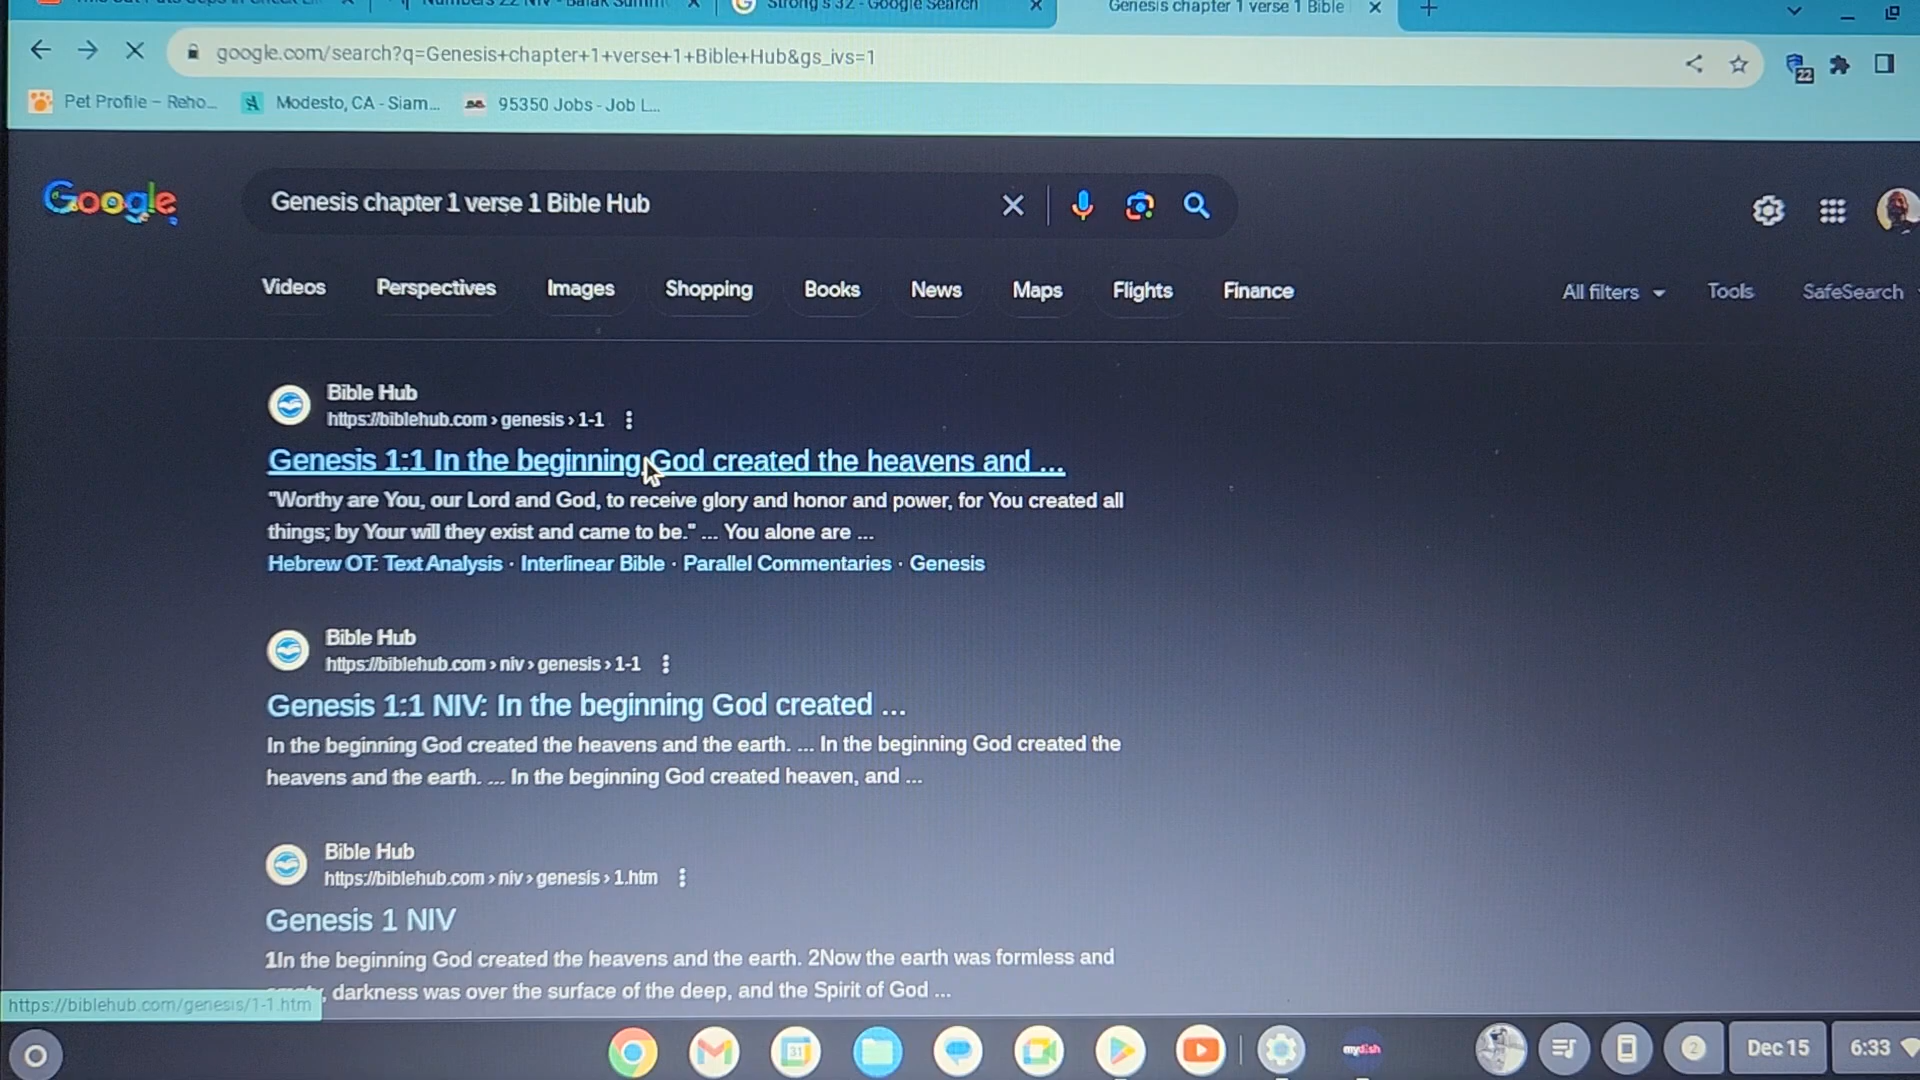 Numbers 22 NIV - Balak Summ
Strong's 32 - Google Search
Genesis chapter 1 verse 1 Bible
google.com/search?q=Genesis+chapter+1+verse+1+Bible+Hub&gs_ivs=1
22
Pet Profile – Reho...
Modesto, CA - Siam...
95350 Jobs - Job L...
Google
Genesis chapter 1 verse 1 Bible Hub
Videos Perspectives Images Shopping Books News Maps Flights Finance
All filters Tools SafeSearch
Bible Hub
https://biblehub.com › genesis › 1-1
Genesis 1:1 In the beginning God created the heavens and ...
"Worthy are You, our Lord and God, to receive glory and honor and power, for You created all
things; by Your will they exist and came to be." ... You alone are ...
Hebrew OT: Text Analysis · Interlinear Bible · Parallel Commentaries · Genesis
Bible Hub
https://biblehub.com › niv › genesis › 1-1
Genesis 1:1 NIV: In the beginning God created ...
In the beginning God created the heavens and the earth. ... In the beginning God created the
heavens and the earth. ... In the beginning God created heaven, and ...
Bible Hub
https://biblehub.com › niv › genesis › 1.htm
Genesis 1 NIV
1In the beginning God created the heavens and the earth. 2Now the earth was formless and
, darkness was over the surface of the deep, and the Spirit of God ...
https://biblehub.com/genesis/1-1.htm
31
mydish
2
Dec 15
6:33